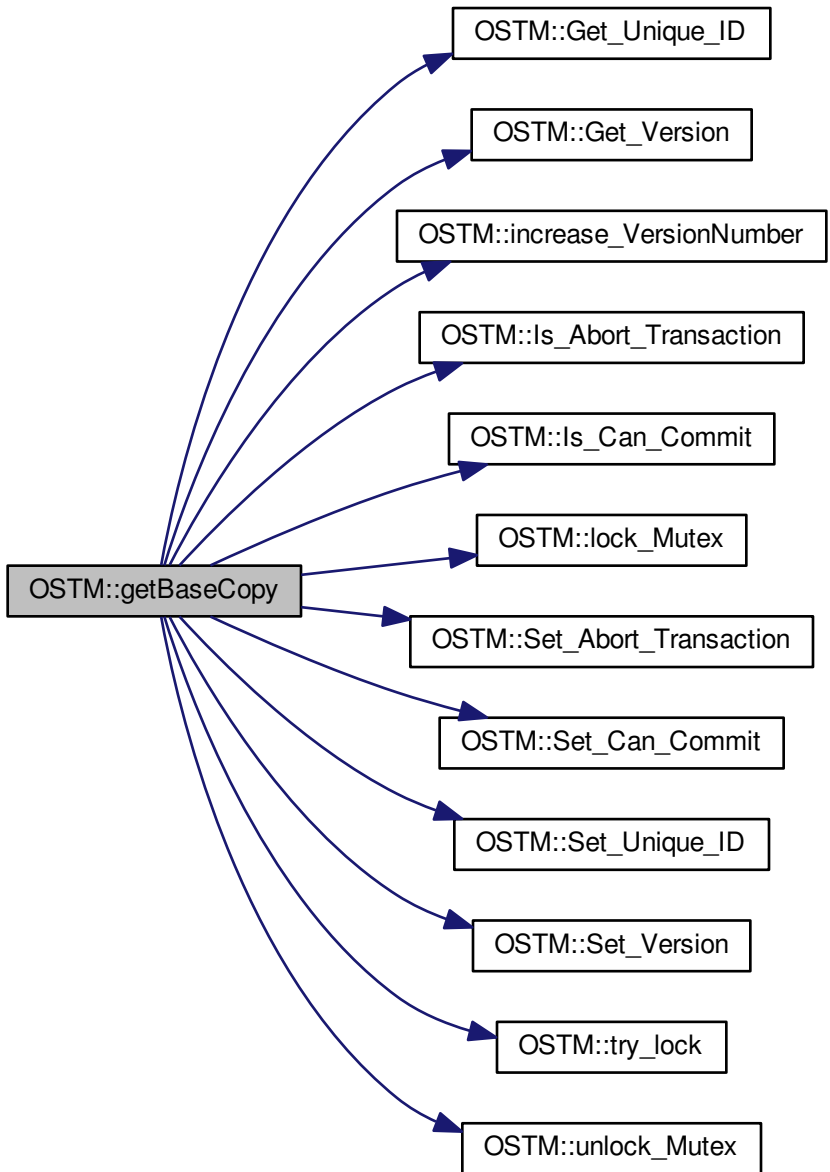 OSTM::Get_Unique_ID
OSTM::Get_Version
OSTM::increase_VersionNumber
OSTM::Is_Abort_Transaction
OSTM::Is_Can_Commit
OSTM::lock_Mutex
OSTM::getBaseCopy
OSTM::Set_Abort_Transaction
OSTM::Set_Can_Commit
OSTM::Set_Unique_ID
OSTM::Set_Version
OSTM::try_lock
OSTM::unlock_Mutex